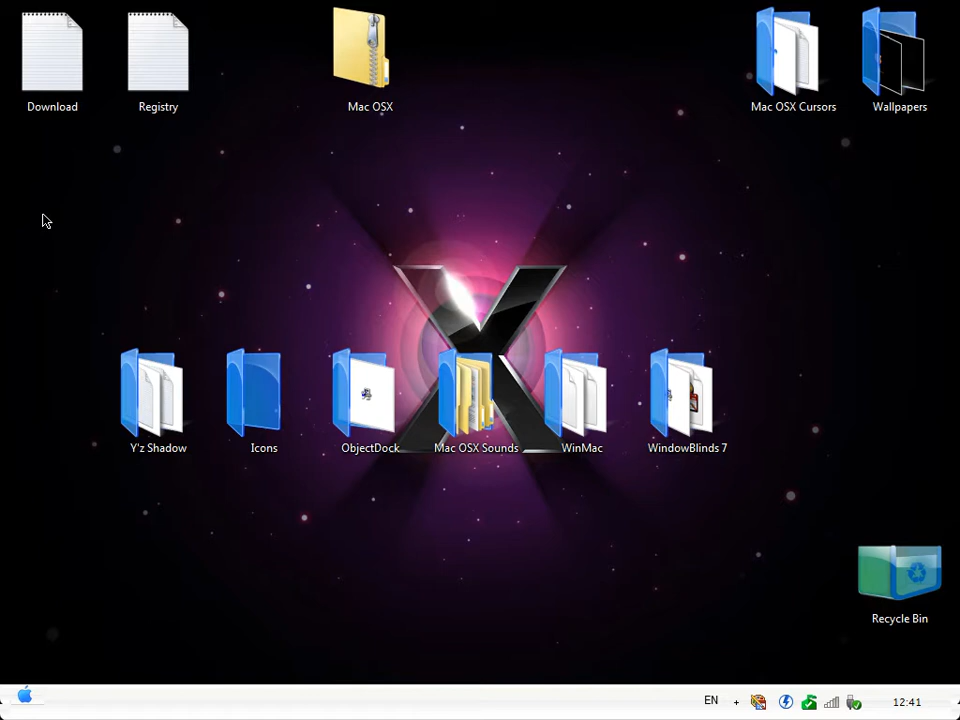 Download
Registry
Mac OSX
Mac OSX Cursors
Wallpapers
Y'z Shadow
Icons
ObjectDock
Mac OSX Sounds
WinMac
WindowBlinds 7
Recycle Bin
EN
12:41